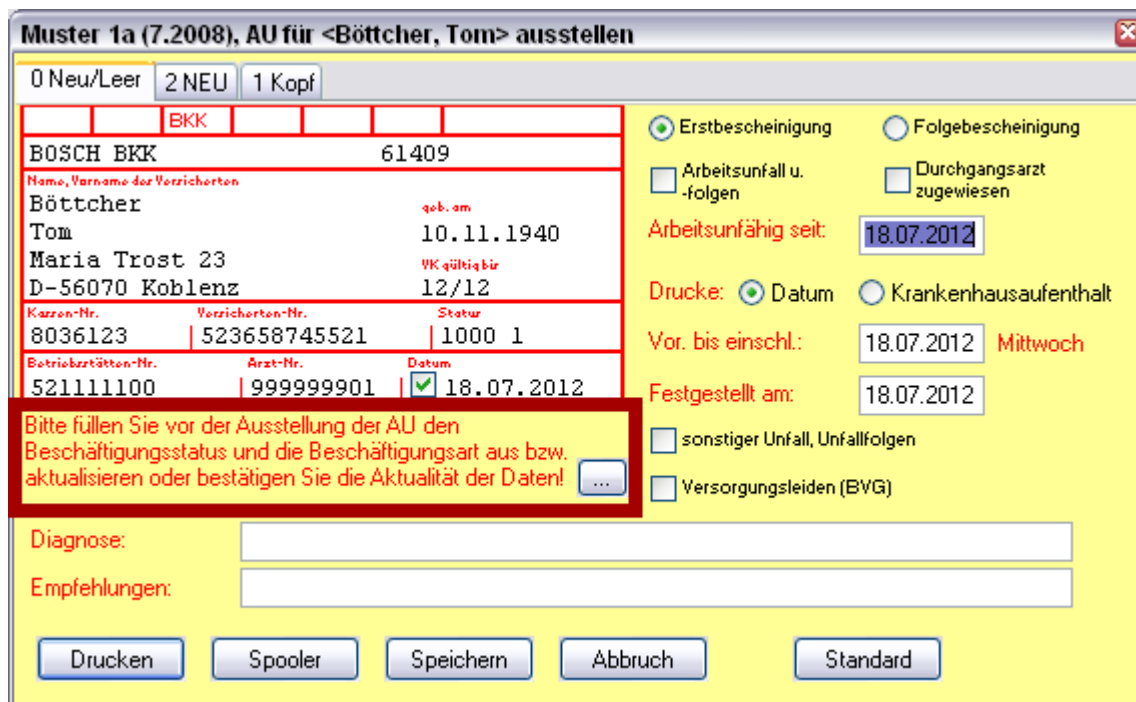 Muster 1a (7.2008), AU für <Böttcher, Tom> ausstellen
0 Neu/Leer 2 NEU 1 Kopf
BKK
BOSCH BKK 61409
Name, Vorname des Versicherten
Böttcher geb. am
Tom 10.11.1940
Maria Trost 23 VK gültig bis
D-56070 Koblenz 12/12
Kassen-Nr. Versicherten-Nr. Status
8036123 523658745521 1000 1
Betriebsstätten-Nr. Arzt-Nr. Datum
521111100 999999901 18.07.2012
Bitte füllen Sie vor der Ausstellung der AU den
Beschäftigungsstatus und die Beschäftigungsart aus bzw.
aktualisieren oder bestätigen Sie die Aktualität der Daten! ...
Erstbescheinigung Folgebescheinigung
Arbeitsunfall u. Durchgangsarzt
-folgen zugewiesen
Arbeitsunfähig seit: 18.07.2012
Drucke: Datum Krankenhausaufenthalt
Vor. bis einschl.: 18.07.2012 Mittwoch
Festgestellt am: 18.07.2012
sonstiger Unfall, Unfallfolgen
Versorgungsleiden (BVG)
Diagnose:
Empfehlungen:
Drucken Spooler Speichern Abbruch Standard